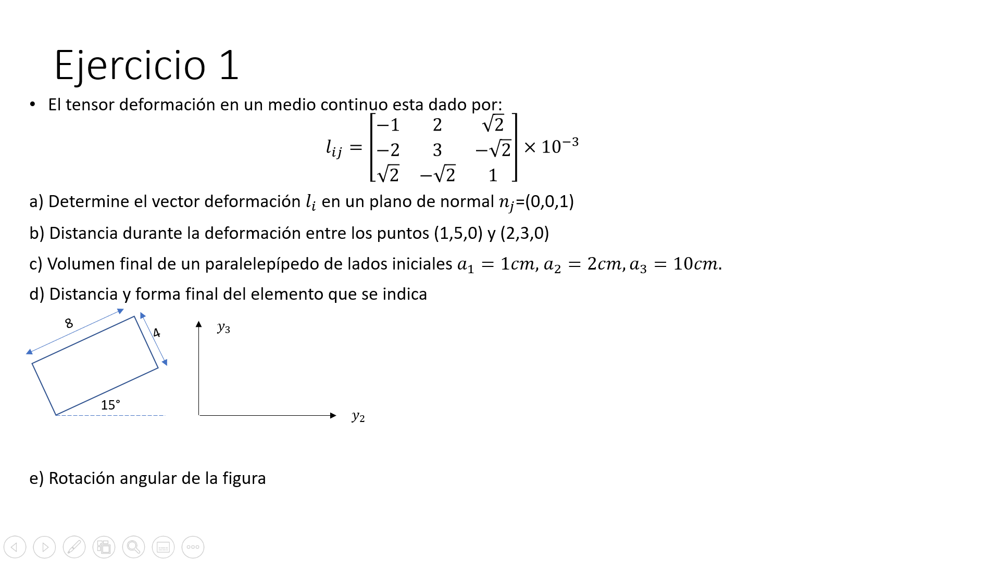 Ejercicio 1
• El tensor deformación en un medio continuo esta dado por:
l_{ij} = \begin{bmatrix} -1 & 2 & \sqrt{2} \\ -2 & 3 & -\sqrt{2} \\ \sqrt{2} & -\sqrt{2} & 1 \end{bmatrix} × 10^{-3}
a) Determine el vector deformación l_i en un plano de normal n_j=(0,0,1)
b) Distancia durante la deformación entre los puntos (1,5,0) y (2,3,0)
c) Volumen final de un paralelepípedo de lados iniciales a_1 = 1cm, a_2 = 2cm, a_3 = 10cm.
d) Distancia y forma final del elemento que se indica
8
4
15°
y_3
y_2
e) Rotación angular de la figura